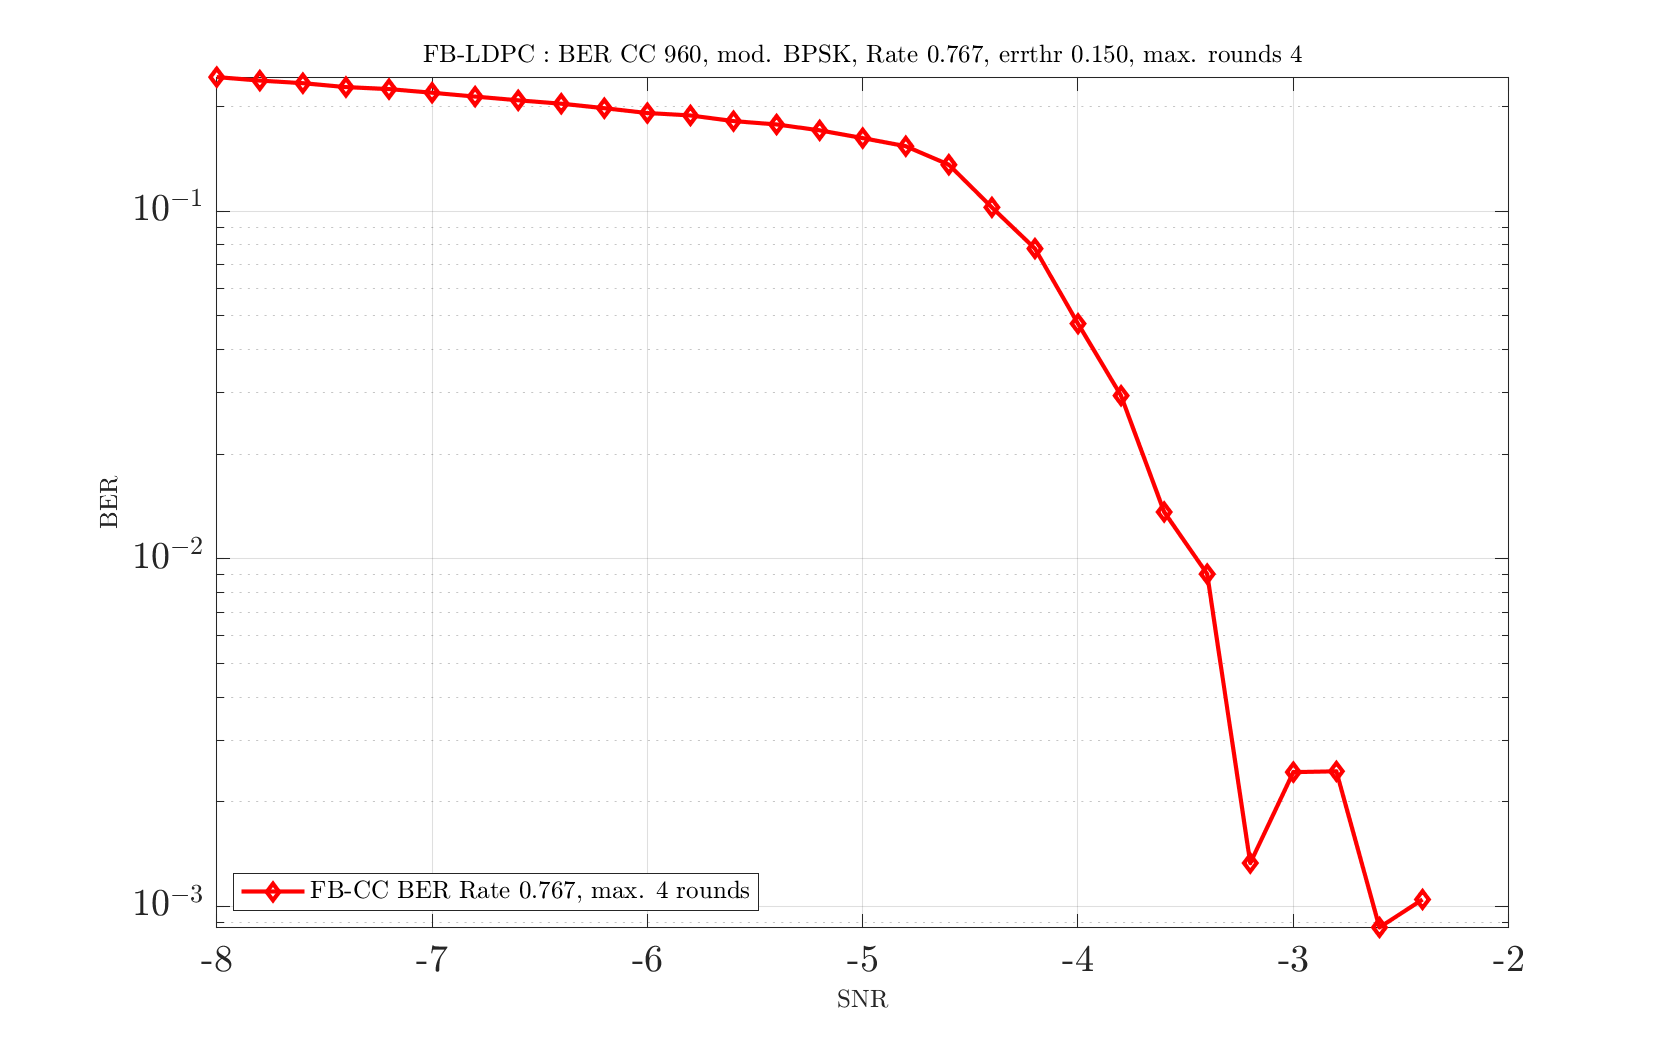 FB-LDPC : BER CC 960, mod. BPSK, Rate 0.767, errthr 0.150, max. rounds 4
10⁻¹
10⁻²
10⁻³
BER
FB-CC BER Rate 0.767, max. 4 rounds
-8 -7 -6 -5 -4 -3 -2
SNR